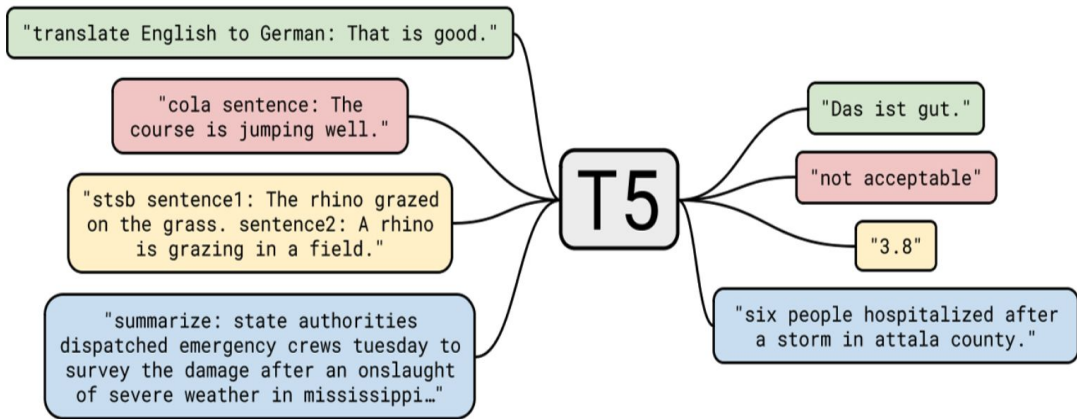 "translate English to German: That is good."
"cola sentence: The
course is jumping well."
"stsb sentence1: The rhino grazed
on the grass. sentence2: A rhino
is grazing in a field."
"summarize: state authorities
dispatched emergency crews tuesday to
survey the damage after an onslaught
of severe weather in mississippi…"
T5
"Das ist gut."
"not acceptable"
"3.8"
"six people hospitalized after
a storm in attala county."